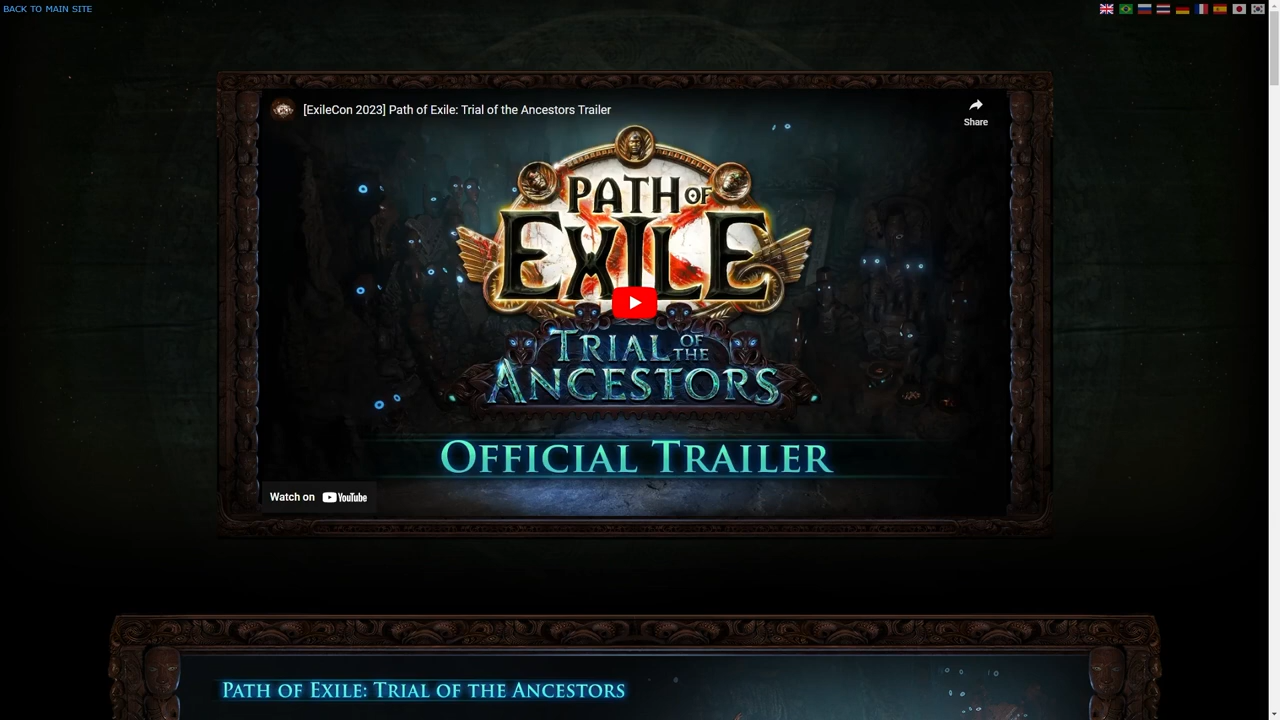 BACK TO MAIN SITE
[ExileCon 2023] Path of Exile: Trial of the Ancestors Trailer
Share
PATH OF
EXILE
TRIAL OF THE
ANCESTORS
OFFICIAL TRAILER
Watch on YouTube
PATH OF EXILE: TRIAL OF THE ANCESTORS